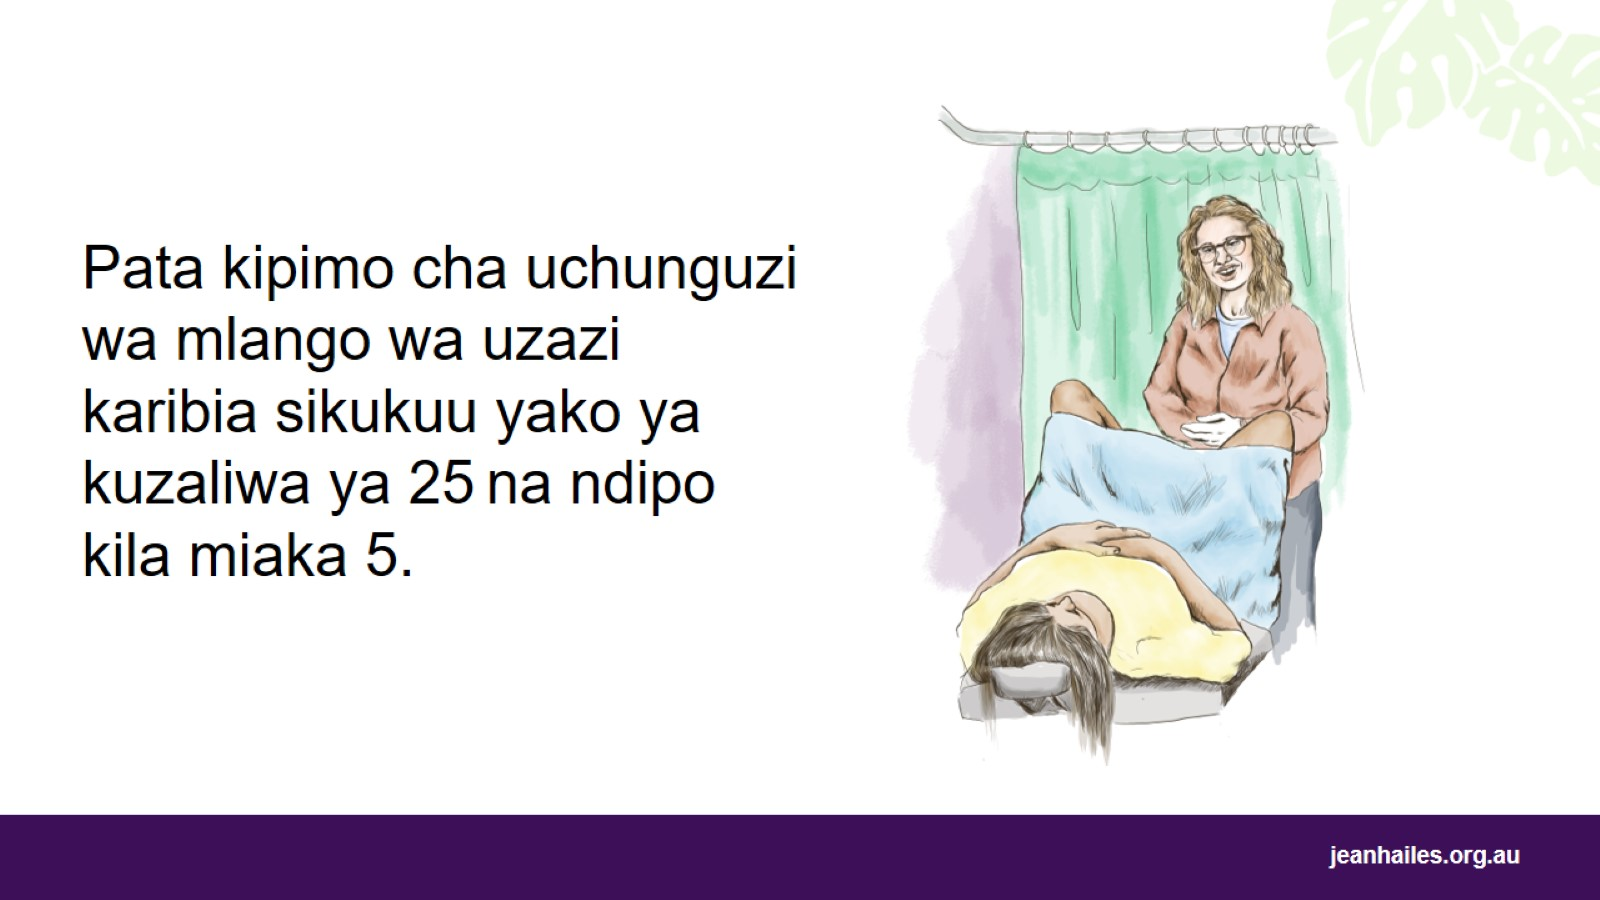 Pata kipimo cha uchunguzi
wa mlango wa uzazi
karibia sikukuu yako ya
kuzaliwa ya 25 na ndipo
kila miaka 5.
jeanhailes.org.au